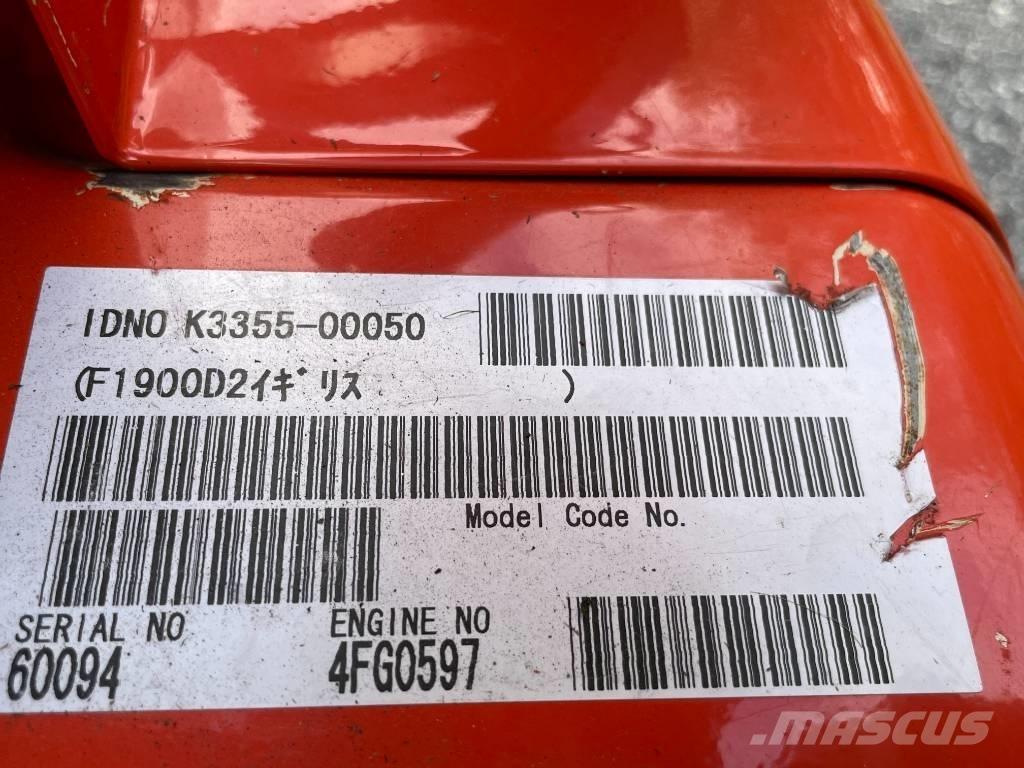 IDNO K3355-00050
(F1900D2ｲｷﾞﾘｽ )
Model Code No.
SERIAL NO ENGINE NO
60094 4FG0597
MASCUS